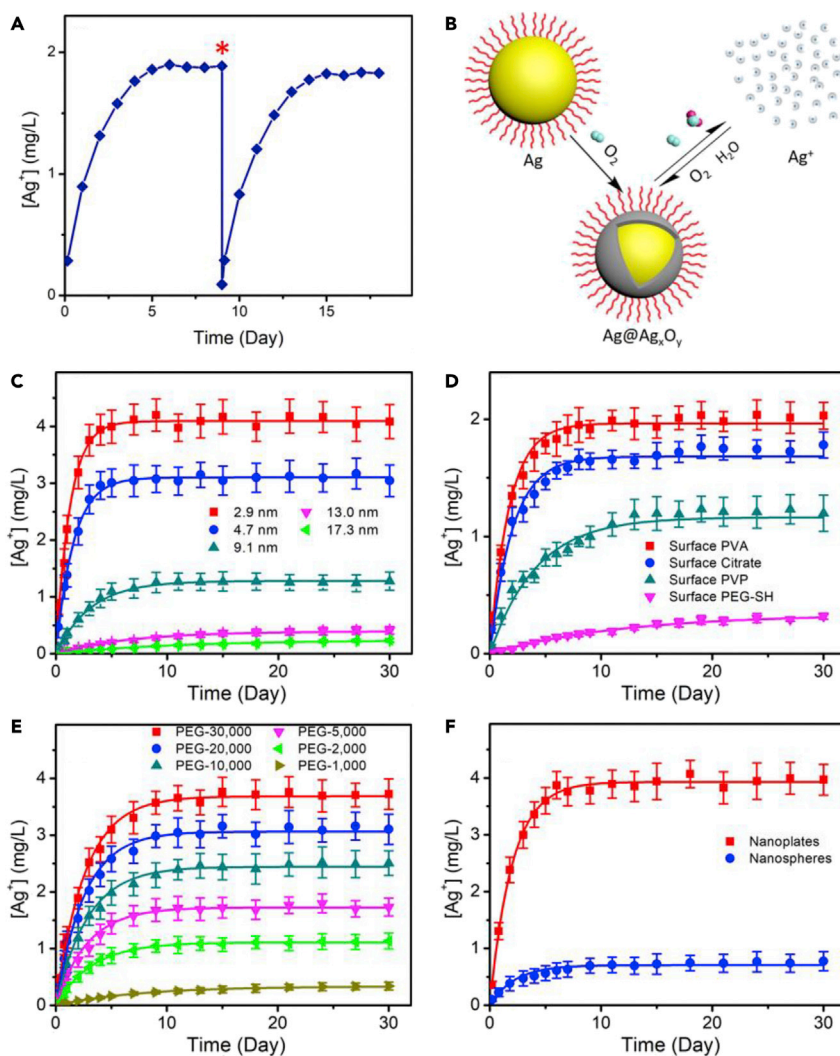 A
[Ag⁺] (mg/L)
2
1
0
0
5
10
15
Time (Day)
*
B
Ag
O₂
O₂
H₂O
Ag⁺
Ag@AgₓOᵧ
C
[Ag⁺] (mg/L)
4
3
2
1
0
0
10
20
30
Time (Day)
2.9 nm
13.0 nm
4.7 nm
17.3 nm
9.1 nm
D
[Ag⁺] (mg/L)
2
1
0
0
10
20
30
Time (Day)
Surface PVA
Surface Citrate
Surface PVP
Surface PEG-SH
E
[Ag⁺] (mg/L)
4
3
2
1
0
0
10
20
30
Time (Day)
PEG-30,000
PEG-5,000
PEG-20,000
PEG-2,000
PEG-10,000
PEG-1,000
F
[Ag⁺] (mg/L)
4
3
2
1
0
0
10
20
30
Time (Day)
Nanoplates
Nanospheres